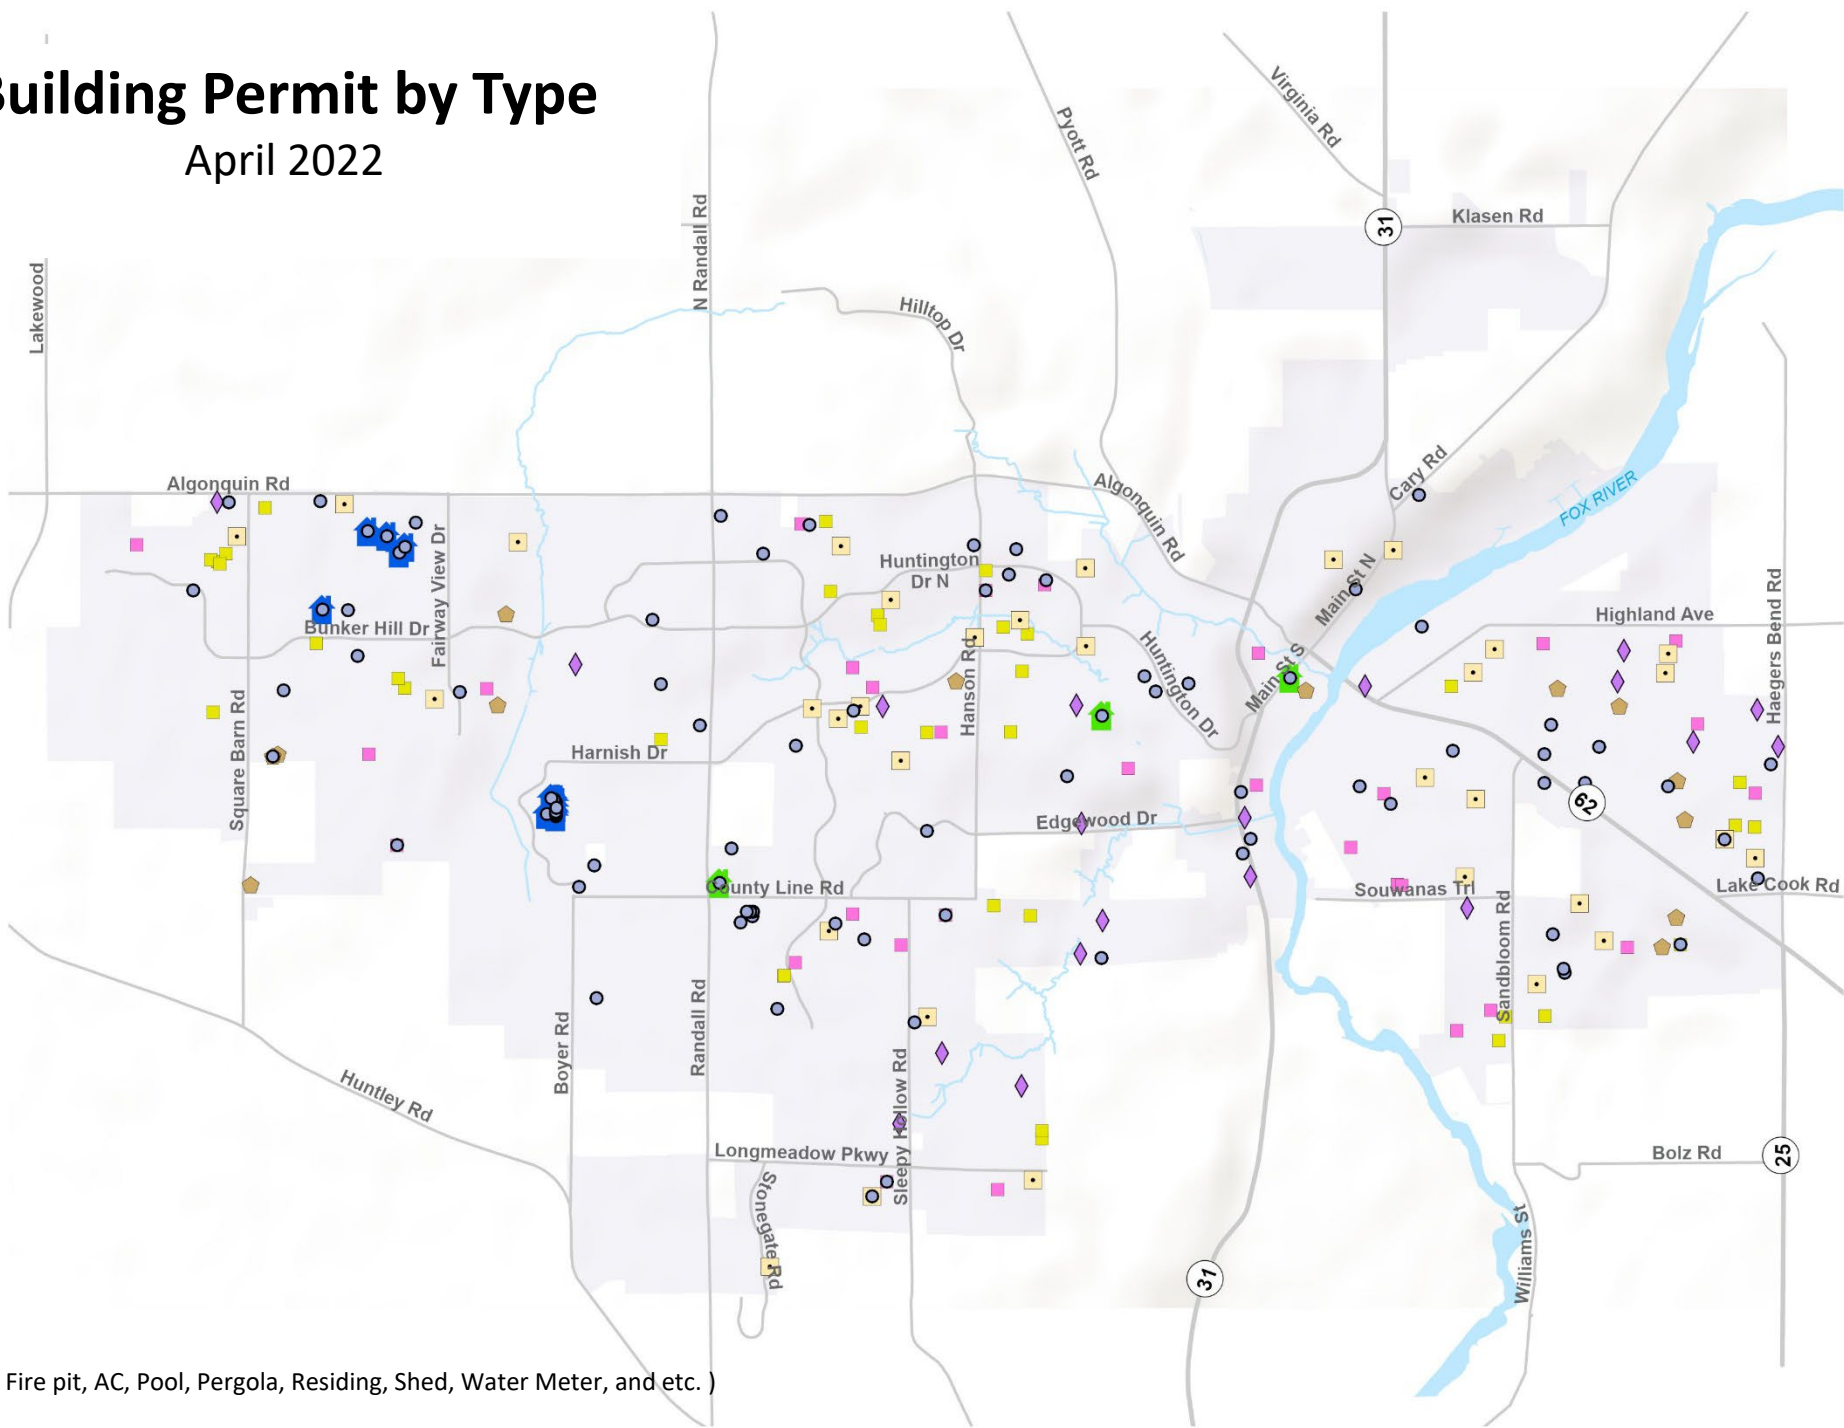 Building Permit by Type
April 2022
Virginia Rd
Pyott Rd
31
Klasen Rd
N Randall Rd
Lakewood
Hilltop Dr
Algonquin Rd
Algonquin Rd
Cary Rd
FOX RIVER
Fairway View Dr
Huntington
Dr N
Main St N
Highland Ave
Haegers Bend Rd
Bunker Hill Dr
Hanson Rd
Huntington Dr
Main St S
Square Barn Rd
Harnish Dr
62
Edgewood Dr
County Line Rd
Souwanas Trl
Lake Cook Rd
Sandbloom Rd
Boyer Rd
Randall Rd
Huntley Rd
Sleepy Hollow Rd
Longmeadow Pkwy
Bolz Rd
25
Stonegate Rd
Williams St
31
Fire pit, AC, Pool, Pergola, Residing, Shed, Water Meter, and etc. )